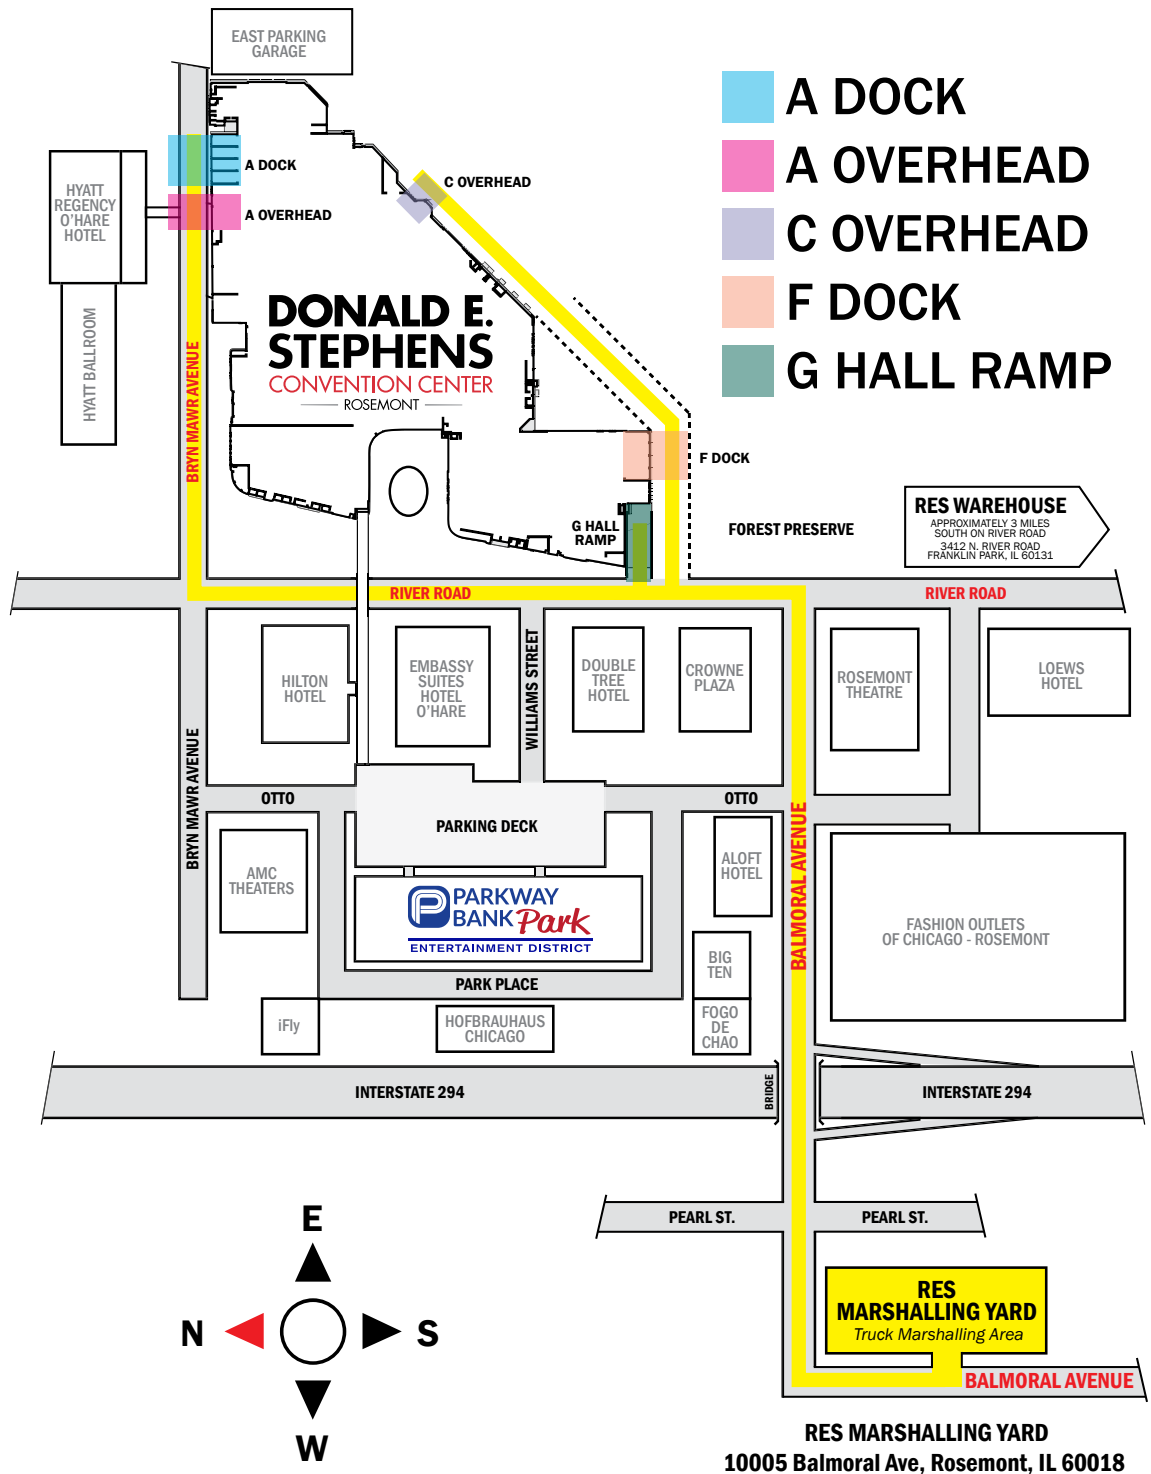 EAST PARKING
GARAGE
A DOCK
A OVERHEAD
C OVERHEAD
F DOCK
G HALL RAMP
A DOCK
A OVERHEAD
C OVERHEAD
HYATT
REGENCY
O'HARE
HOTEL
HYATT BALLROOM
BRYN MAWR AVENUE
DONALD E.
STEPHENS
CONVENTION CENTER
ROSEMONT
F DOCK
G HALL
RAMP
FOREST PRESERVE
RES WAREHOUSE
APPROXIMATELY 3 MILES
SOUTH ON RIVER ROAD
3412 N. RIVER ROAD
FRANKLIN PARK, IL 60131
RIVER ROAD
RIVER ROAD
HILTON
HOTEL
EMBASSY
SUITES
HOTEL
O'HARE
WILLIAMS STREET
DOUBLE
TREE
HOTEL
CROWNE
PLAZA
ROSEMONT
THEATRE
LOEWS
HOTEL
BRYN MAWR AVENUE
OTTO
OTTO
PARKING DECK
BALMORAL AVENUE
AMC
THEATERS
ALOFT
HOTEL
PARKWAY
BANK Park
ENTERTAINMENT DISTRICT
FASHION OUTLETS
OF CHICAGO - ROSEMONT
BIG
TEN
PARK PLACE
iFly
HOFBRAUHAUS
CHICAGO
FOGO
DE
CHAO
INTERSTATE 294
BRIDGE
INTERSTATE 294
PEARL ST.
PEARL ST.
E
N
S
W
RES
MARSHALLING YARD
Truck Marshalling Area
BALMORAL AVENUE
RES MARSHALLING YARD
10005 Balmoral Ave, Rosemont, IL 60018